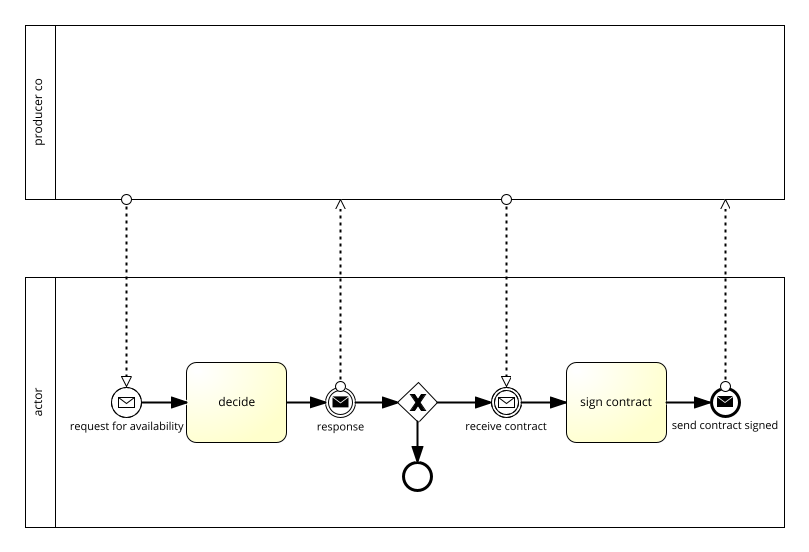 producer co
actor
decide
sign contract
request for availability
response
receive contract
send contract signed